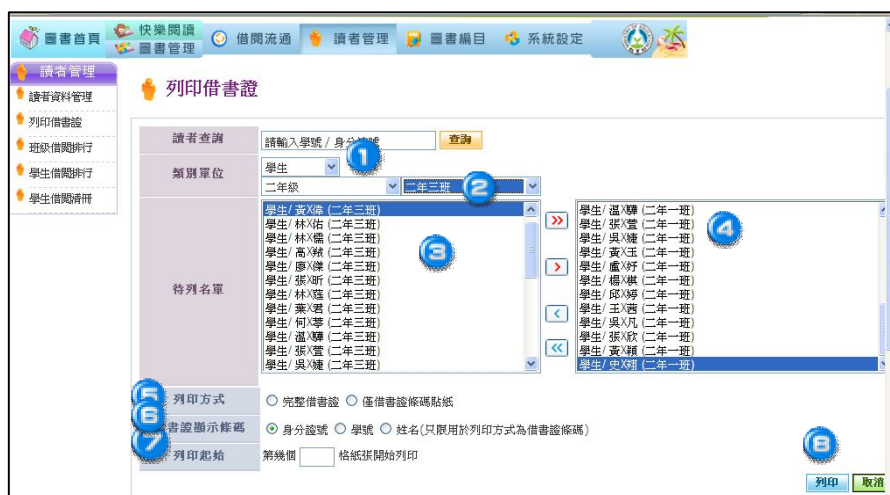 圖書首頁 快樂閱讀 圖書管理 借閱流通 讀者管理 圖書編目 系統設定
讀者管理
讀者資料管理
列印借書證
班級借閱排行
學生借閱排行
學生借閱清冊
列印借書證
讀者查詢 請輸入學號 / 身分證號 查詢
類別單位 學生 1
二年級 二年三班 2
待列名單
學生/ 黃X偉 (二年三班)
學生/ 林X佑 (二年三班)
學生/ 林X儒 (二年三班)
學生/ 高X (二年三班)
學生/ 廖X傑 (二年三班)
學生/ 張X昕 (二年三班)
學生/ 林X (二年三班)
學生/ 葉X君 (二年三班)
學生/ 何X夢 (二年三班)
學生/ 溫X驊 (二年三班)
學生/ 張X萱 (二年三班)
學生/ 吳X婕 (二年三班)
3
>>
>
<
<<
學生/ 溫X驊 (二年一班)
學生/ 張X萱 (二年一班)
學生/ 吳X婕 (二年一班)
學生/ 黃X玉 (二年一班)
學生/ 盧X妤 (二年一班)
學生/ 楊X棋 (二年一班)
學生/ 邱X婷 (二年一班)
學生/ 王X茜 (二年一班)
學生/ 吳X凡 (二年一班)
學生/ 張X欣 (二年一班)
學生/ 黃X穎 (二年一班)
學生/ 史X翔 (二年一班)
4
5 列印方式 完整借書證 僅借書證條碼貼紙
6 書證顯示條碼 身分證號 學號 姓名(只限用於列印方式為借書證條碼)
7 列印起始 第幾個 格紙張開始列印
8
列印 取消